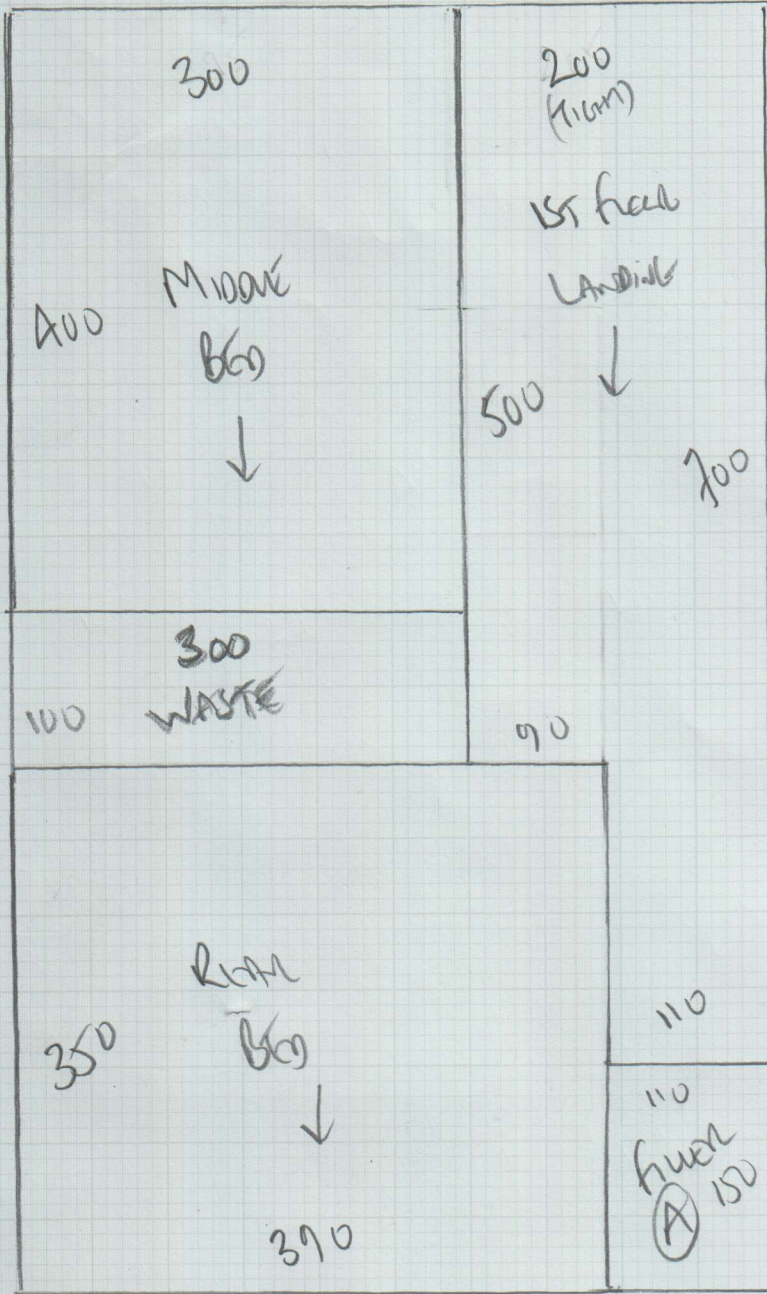 300
400
MIDDLE
BED
200
(TIGHT)
1ST FLOOR
LANDING
500
700
300
WASTE
100
90
REAR
BED
350
390
110
110
FILLER
A 150